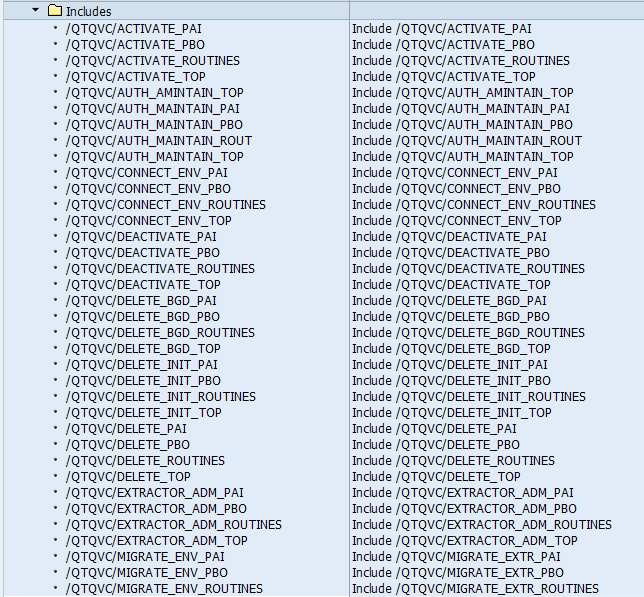 Includes
/QTQVC/ACTIVATE_PAI Include /QTQVC/ACTIVATE_PAI
/QTQVC/ACTIVATE_PBO Include /QTQVC/ACTIVATE_PBO
/QTQVC/ACTIVATE_ROUTINES Include /QTQVC/ACTIVATE_ROUTINES
/QTQVC/ACTIVATE_TOP Include /QTQVC/ACTIVATE_TOP
/QTQVC/AUTH_AMINTAIN_TOP Include /QTQVC/AUTH_AMINTAIN_TOP
/QTQVC/AUTH_MAINTAIN_PAI Include /QTQVC/AUTH_MAINTAIN_PAI
/QTQVC/AUTH_MAINTAIN_PBO Include /QTQVC/AUTH_MAINTAIN_PBO
/QTQVC/AUTH_MAINTAIN_ROUT Include /QTQVC/AUTH_MAINTAIN_ROUT
/QTQVC/AUTH_MAINTAIN_TOP Include /QTQVC/AUTH_MAINTAIN_TOP
/QTQVC/CONNECT_ENV_PAI Include /QTQVC/CONNECT_ENV_PAI
/QTQVC/CONNECT_ENV_PBO Include /QTQVC/CONNECT_ENV_PBO
/QTQVC/CONNECT_ENV_ROUTINES Include /QTQVC/CONNECT_ENV_ROUTINES
/QTQVC/CONNECT_ENV_TOP Include /QTQVC/CONNECT_ENV_TOP
/QTQVC/DEACTIVATE_PAI Include /QTQVC/DEACTIVATE_PAI
/QTQVC/DEACTIVATE_PBO Include /QTQVC/DEACTIVATE_PBO
/QTQVC/DEACTIVATE_ROUTINES Include /QTQVC/DEACTIVATE_ROUTINES
/QTQVC/DEACTIVATE_TOP Include /QTQVC/DEACTIVATE_TOP
/QTQVC/DELETE_BGD_PAI Include /QTQVC/DELETE_BGD_PAI
/QTQVC/DELETE_BGD_PBO Include /QTQVC/DELETE_BGD_PBO
/QTQVC/DELETE_BGD_ROUTINES Include /QTQVC/DELETE_BGD_ROUTINES
/QTQVC/DELETE_BGD_TOP Include /QTQVC/DELETE_BGD_TOP
/QTQVC/DELETE_INIT_PAI Include /QTQVC/DELETE_INIT_PAI
/QTQVC/DELETE_INIT_PBO Include /QTQVC/DELETE_INIT_PBO
/QTQVC/DELETE_INIT_ROUTINES Include /QTQVC/DELETE_INIT_ROUTINES
/QTQVC/DELETE_INIT_TOP Include /QTQVC/DELETE_INIT_TOP
/QTQVC/DELETE_PAI Include /QTQVC/DELETE_PAI
/QTQVC/DELETE_PBO Include /QTQVC/DELETE_PBO
/QTQVC/DELETE_ROUTINES Include /QTQVC/DELETE_ROUTINES
/QTQVC/DELETE_TOP Include /QTQVC/DELETE_TOP
/QTQVC/EXTRACTOR_ADM_PAI Include /QTQVC/EXTRACTOR_ADM_PAI
/QTQVC/EXTRACTOR_ADM_PBO Include /QTQVC/EXTRACTOR_ADM_PBO
/QTQVC/EXTRACTOR_ADM_ROUTINES Include /QTQVC/EXTRACTOR_ADM_ROUTINES
/QTQVC/EXTRACTOR_ADM_TOP Include /QTQVC/EXTRACTOR_ADM_TOP
/QTQVC/MIGRATE_ENV_PAI Include /QTQVC/MIGRATE_EXTR_PAI
/QTQVC/MIGRATE_ENV_PBO Include /QTQVC/MIGRATE_EXTR_PBO
/QTQVC/MIGRATE_ENV_ROUTINES Include /QTQVC/MIGRATE_EXTR_ROUTINES